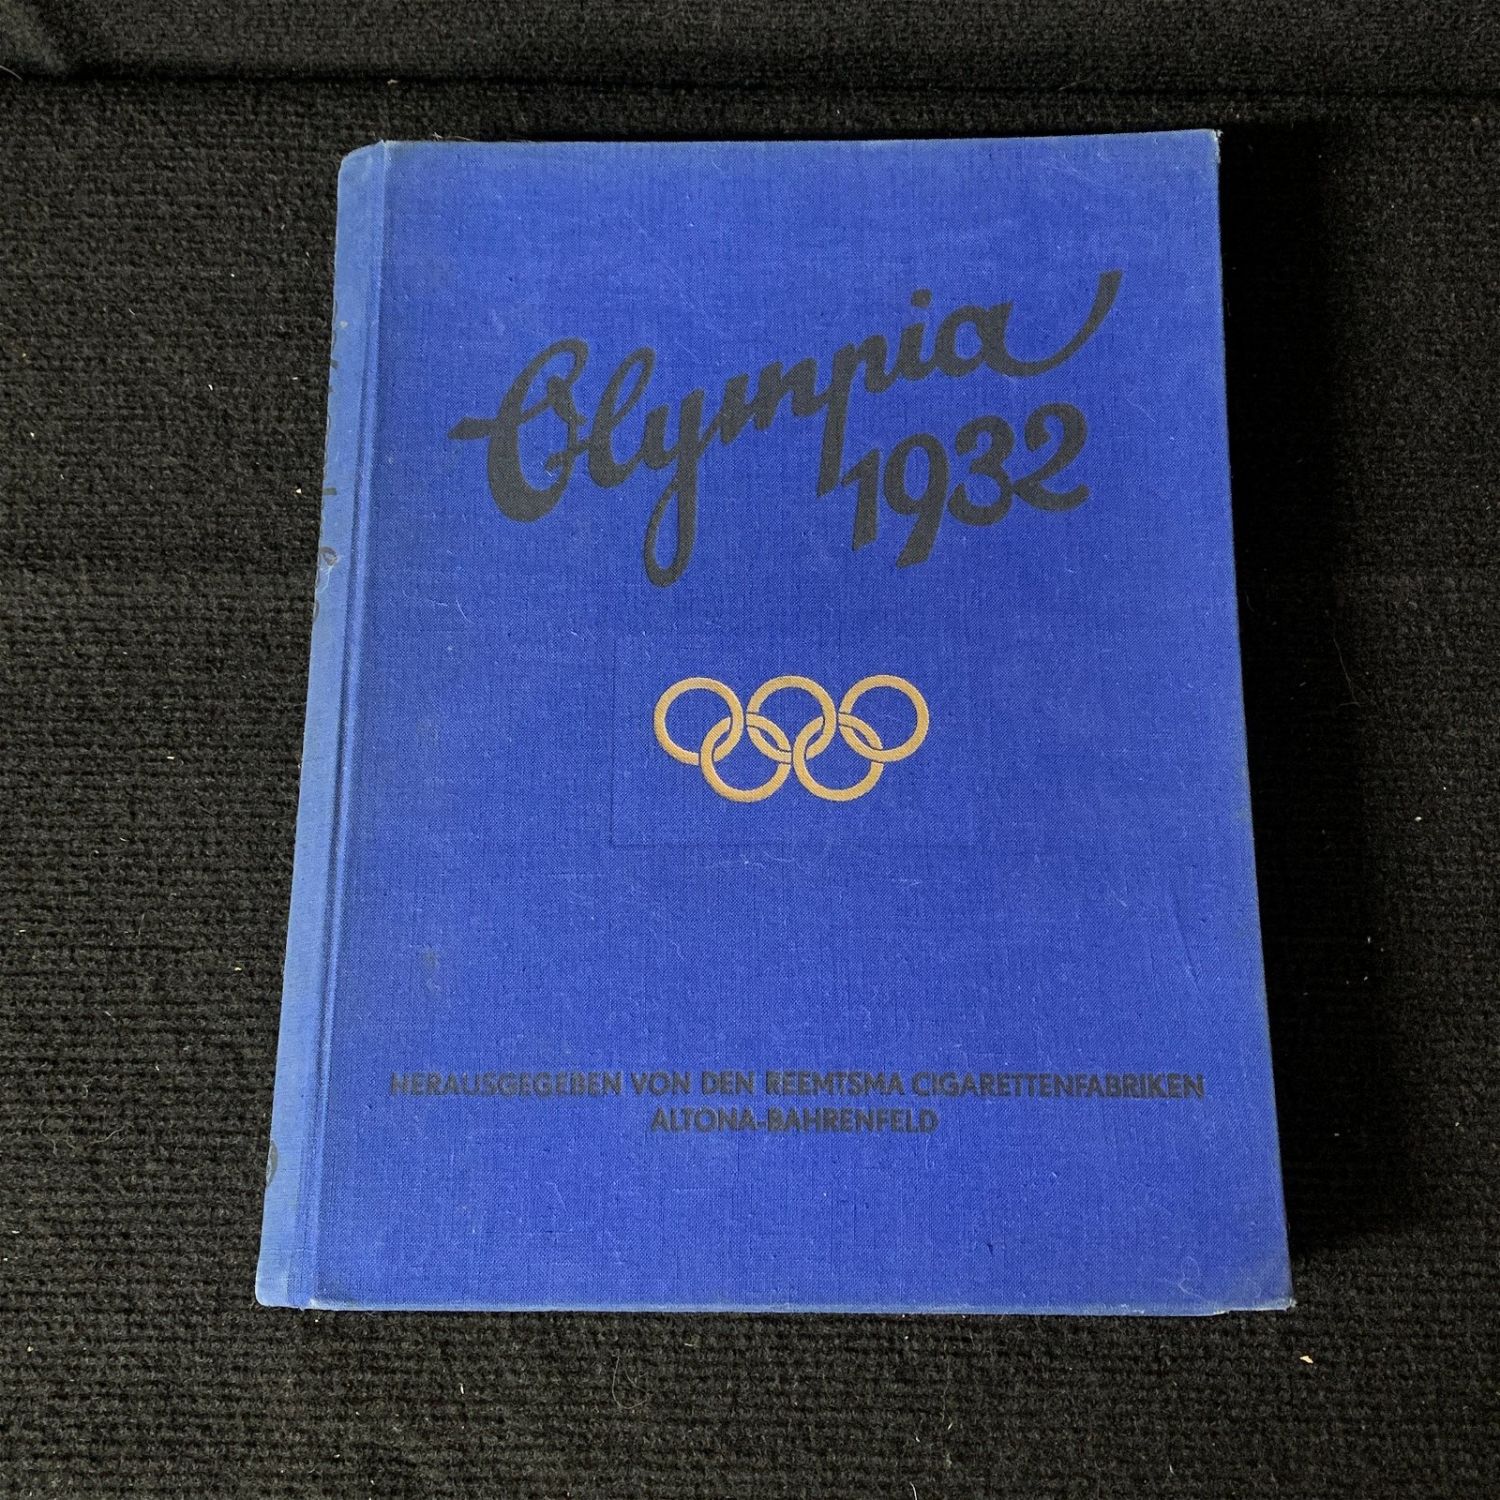 Olympia
1932
HERAUSGEGEBEN VON DEN REEMTSMA CIGARETTENFABRIKEN
ALTONA-BAHRENFELD